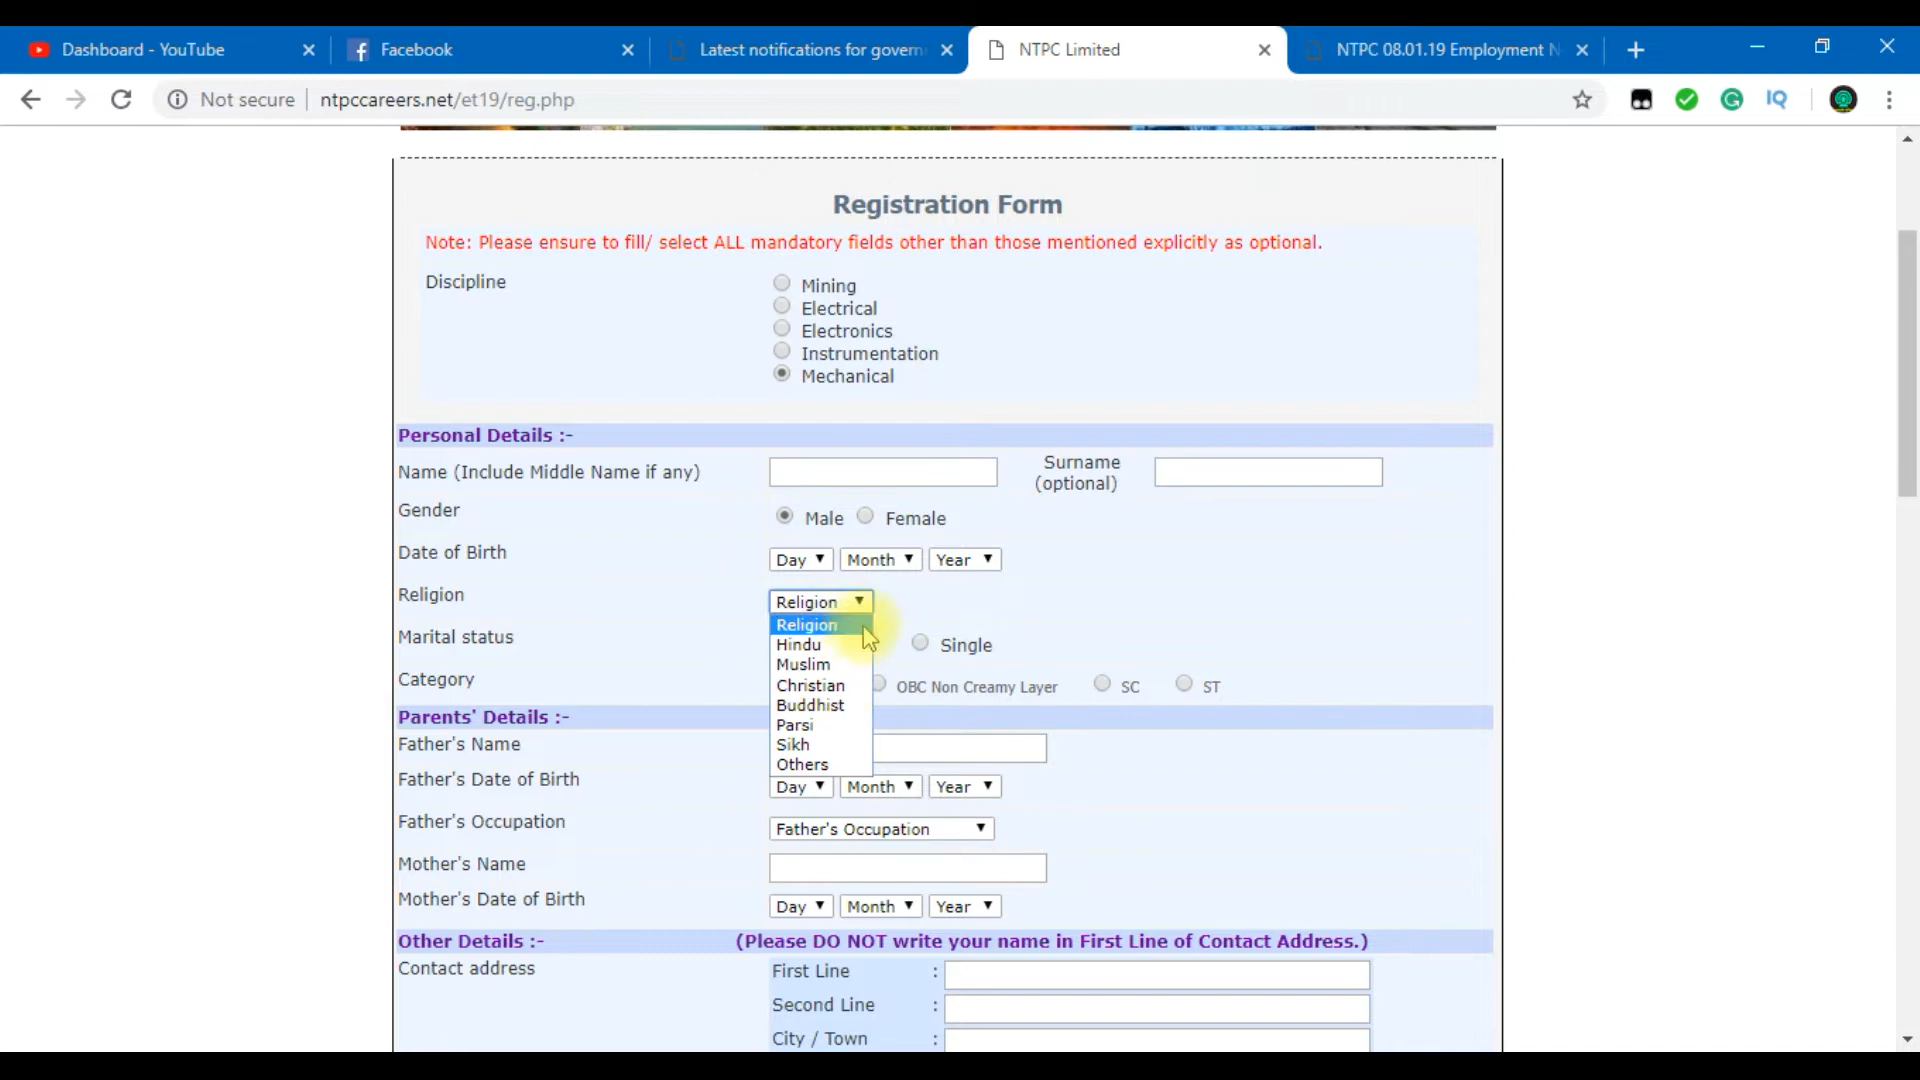 Dashboard - YouTube
Facebook
Latest notifications for govern
NTPC Limited
NTPC 08.01.19 Employment N
Not secure
ntpccareers.net/et19/reg.php
Registration Form
Note: Please ensure to fill/ select ALL mandatory fields other than those mentioned explicitly as optional.
Discipline
Mining
Electrical
Electronics
Instrumentation
Mechanical
Personal Details :-
Name (Include Middle Name if any)
Surname
(optional)
Gender
Male Female
Date of Birth
Day Month Year
Religion
Religion
Religion
Hindu
Muslim
Christian
Buddhist
Parsi
Sikh
Others
Marital status
Single
Category
OBC Non Creamy Layer SC ST
Parents' Details :-
Father's Name
Father's Date of Birth
Day Month Year
Father's Occupation
Father's Occupation
Mother's Name
Mother's Date of Birth
Day Month Year
Other Details :- (Please DO NOT write your name in First Line of Contact Address.)
Contact address
First Line :
Second Line :
City / Town :